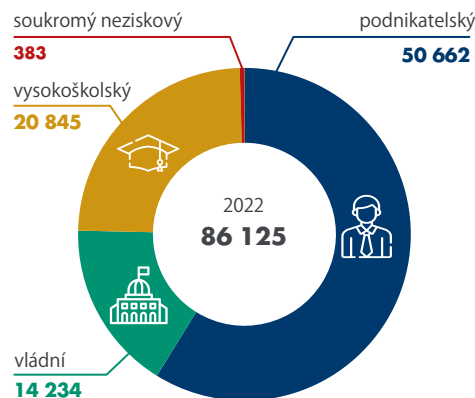 soukromý neziskový
383
podnikatelský
50 662
vysokoškolský
20 845
2022
86 125
vládní
14 234